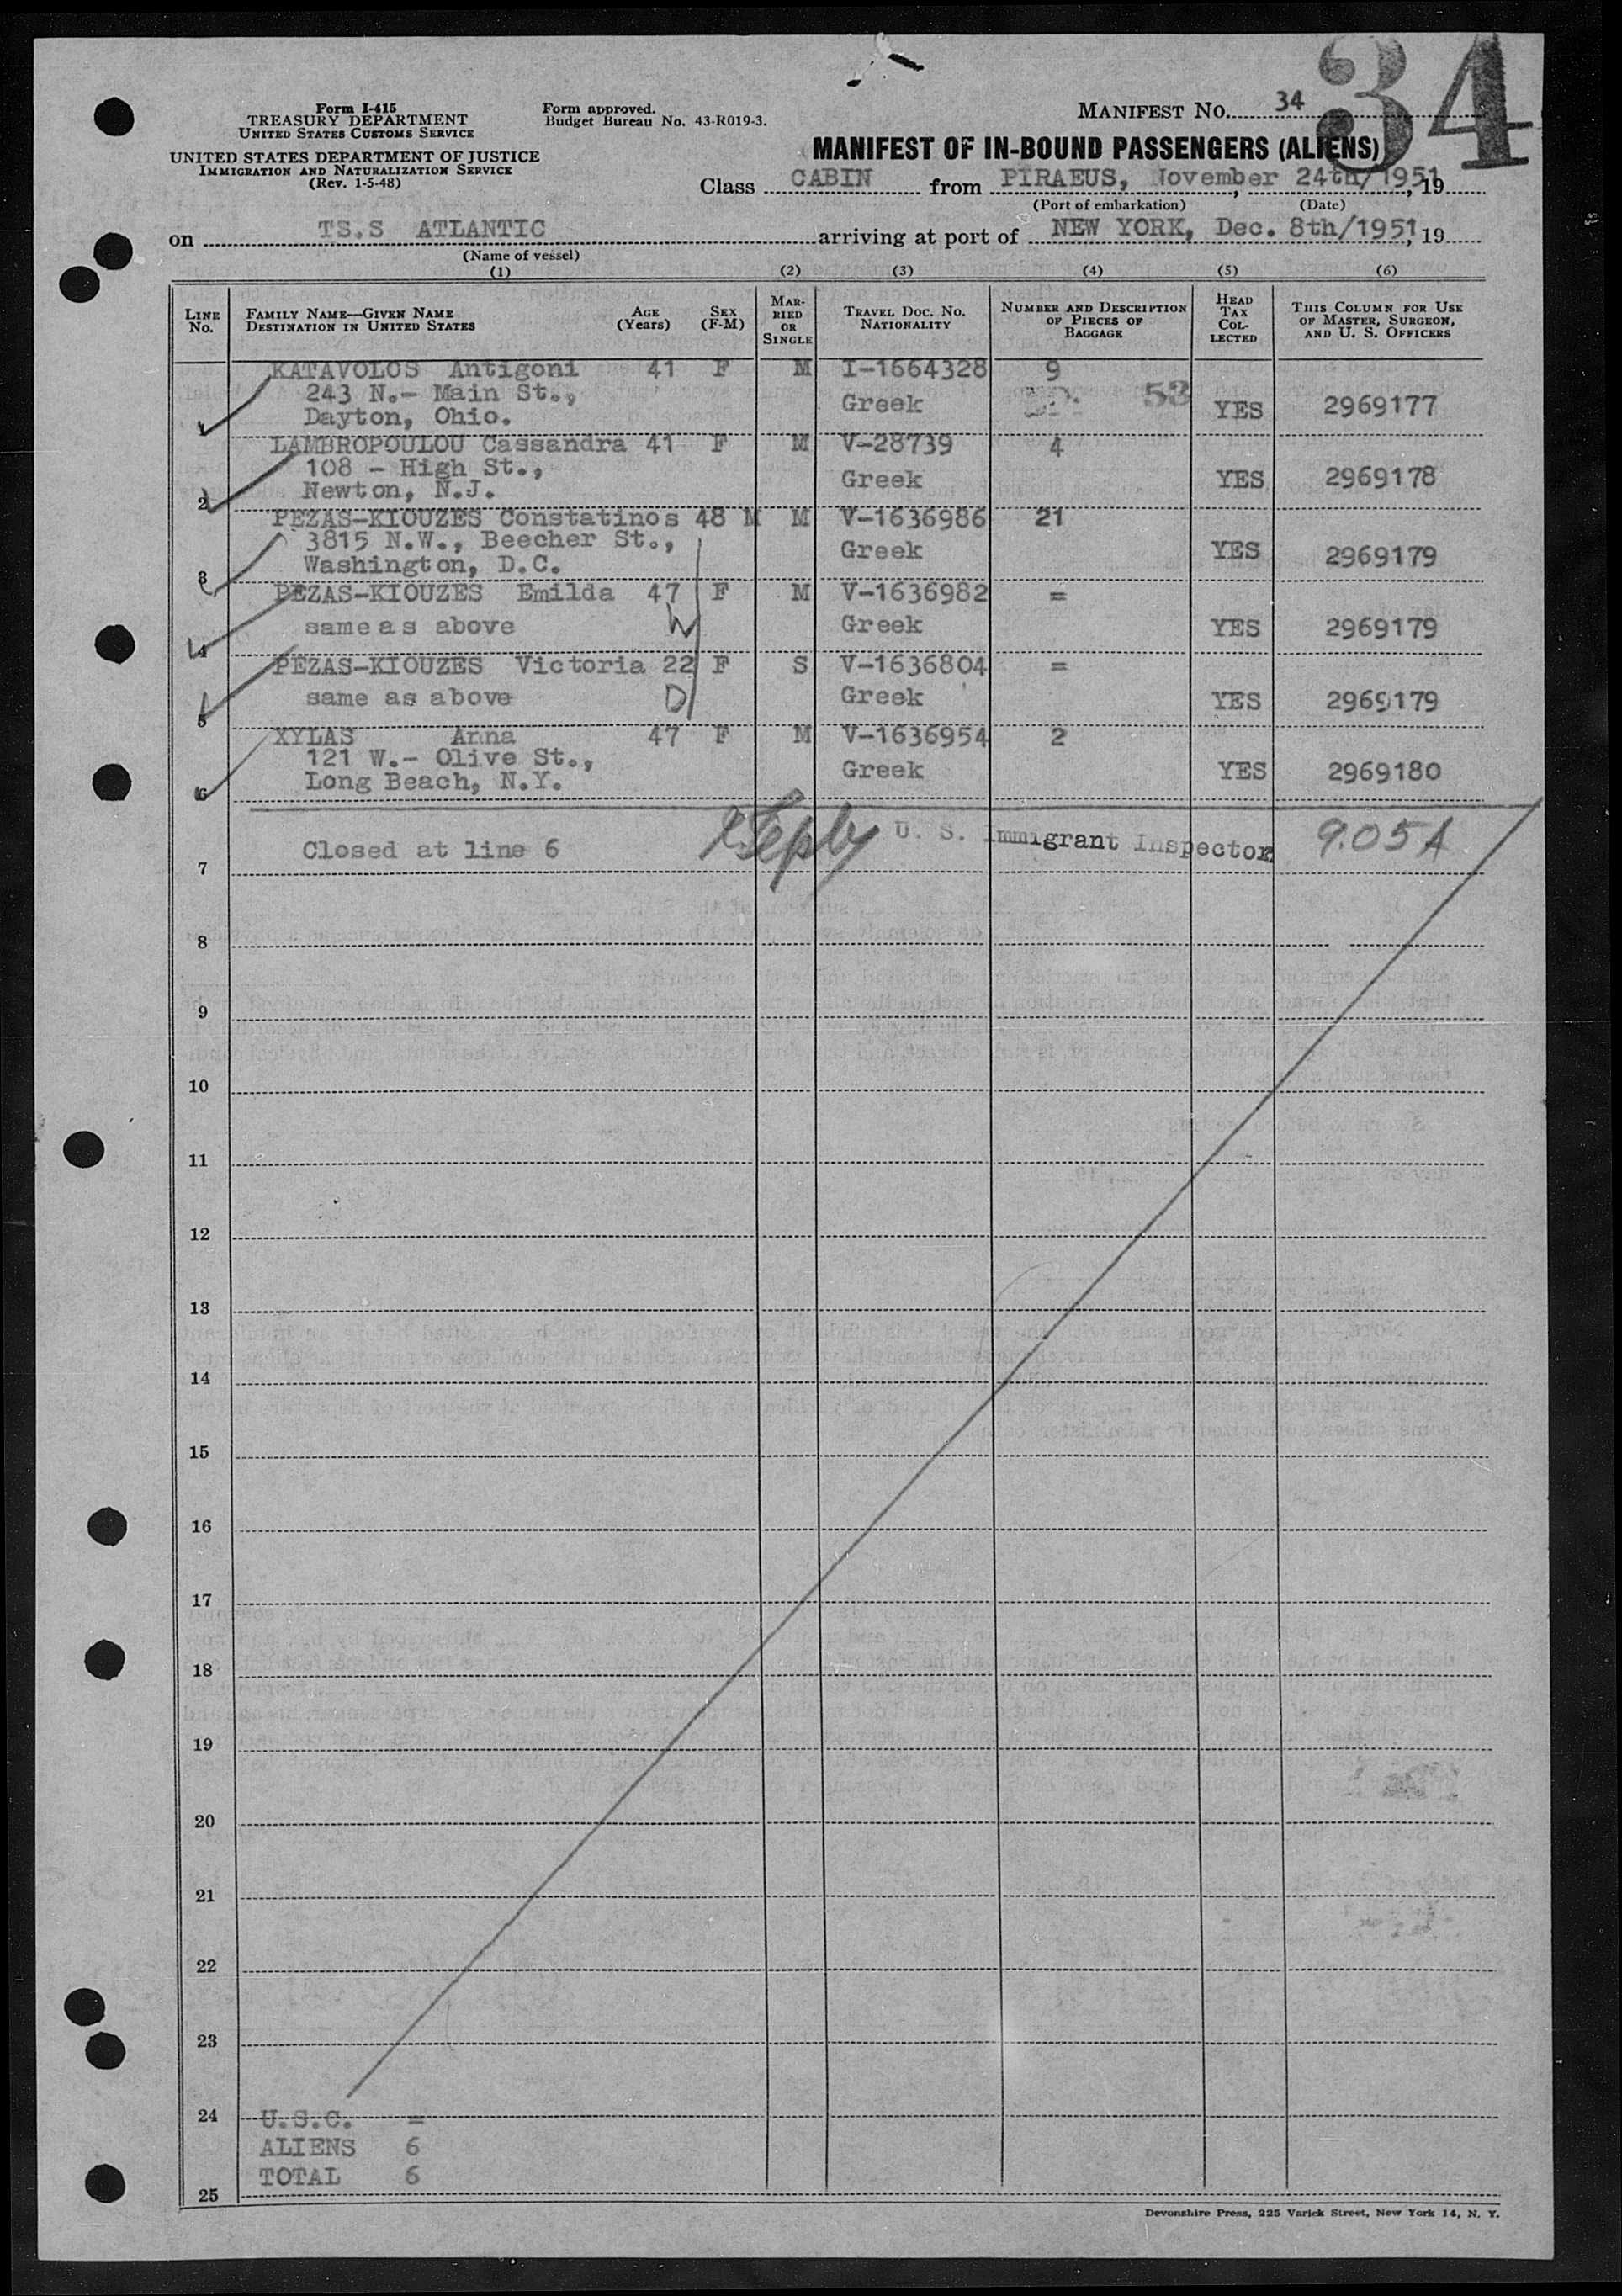 34
Form I-415
TREASURY DEPARTMENT
UNITED STATES CUSTOMS SERVICE
UNITED STATES DEPARTMENT OF JUSTICE
IMMIGRATION AND NATURALIZATION SERVICE
(Rev. 1-5-48)
Form approved.
Budget Bureau No. 43-R019-3.
MANIFEST NO. 34
MANIFEST OF IN-BOUND PASSENGERS (ALIENS)
Class CABIN from PIRAEUS, November 24th/1951, 19
(Port of embarkation) (Date)
on TS.S ATLANTIC arriving at port of NEW YORK, Dec. 8th/1951, 19
(Name of vessel)
(1) (2) (3) (4) (5) (6)
LINE No. FAMILY NAME—GIVEN NAME DESTINATION IN UNITED STATES AGE (Years) SEX (F-M) MARRIED OR SINGLE TRAVEL DOC. NO. NATIONALITY NUMBER AND DESCRIPTION OF PIECES OF BAGGAGE HEAD TAX COLLECTED THIS COLUMN FOR USE OF MASTER, SURGEON, AND U. S. OFFICERS
KATAVOLOS Antigoni 41 F M I-1664328 9
243 N.- Main St., Greek 53 YES 2969177
Dayton, Ohio.
LAMBROPOULOU Cassandra 41 F M V-28739 4
108 - High St., Greek YES 2969178
2 Newton, N.J.
PEZAS-KIOUZES Constatinos 48 M M V-1636986 21
3815 N.W., Beecher St., Greek YES 2969179
3 Washington, D.C.
PEZAS-KIOUZES Emilda 47 F M V-1636982 =
4 same as above W Greek YES 2969179
PEZAS-KIOUZES Victoria 22 F S V-1636804 =
5 same as above D Greek YES 2969179
XYLAS Anna 47 F M V-1636954 2
121 W.- Olive St., Greek YES 2969180
6 Long Beach, N.Y.
7 Closed at line 6 U. S. Immigrant Inspector 9.05A
8
9
10
11
12
13
14
15
16
17
18
19
20
21
22
23
24 U.S.C. =
ALIENS 6
TOTAL 6
25
Devonshire Press, 225 Varick Street, New York 14, N. Y.